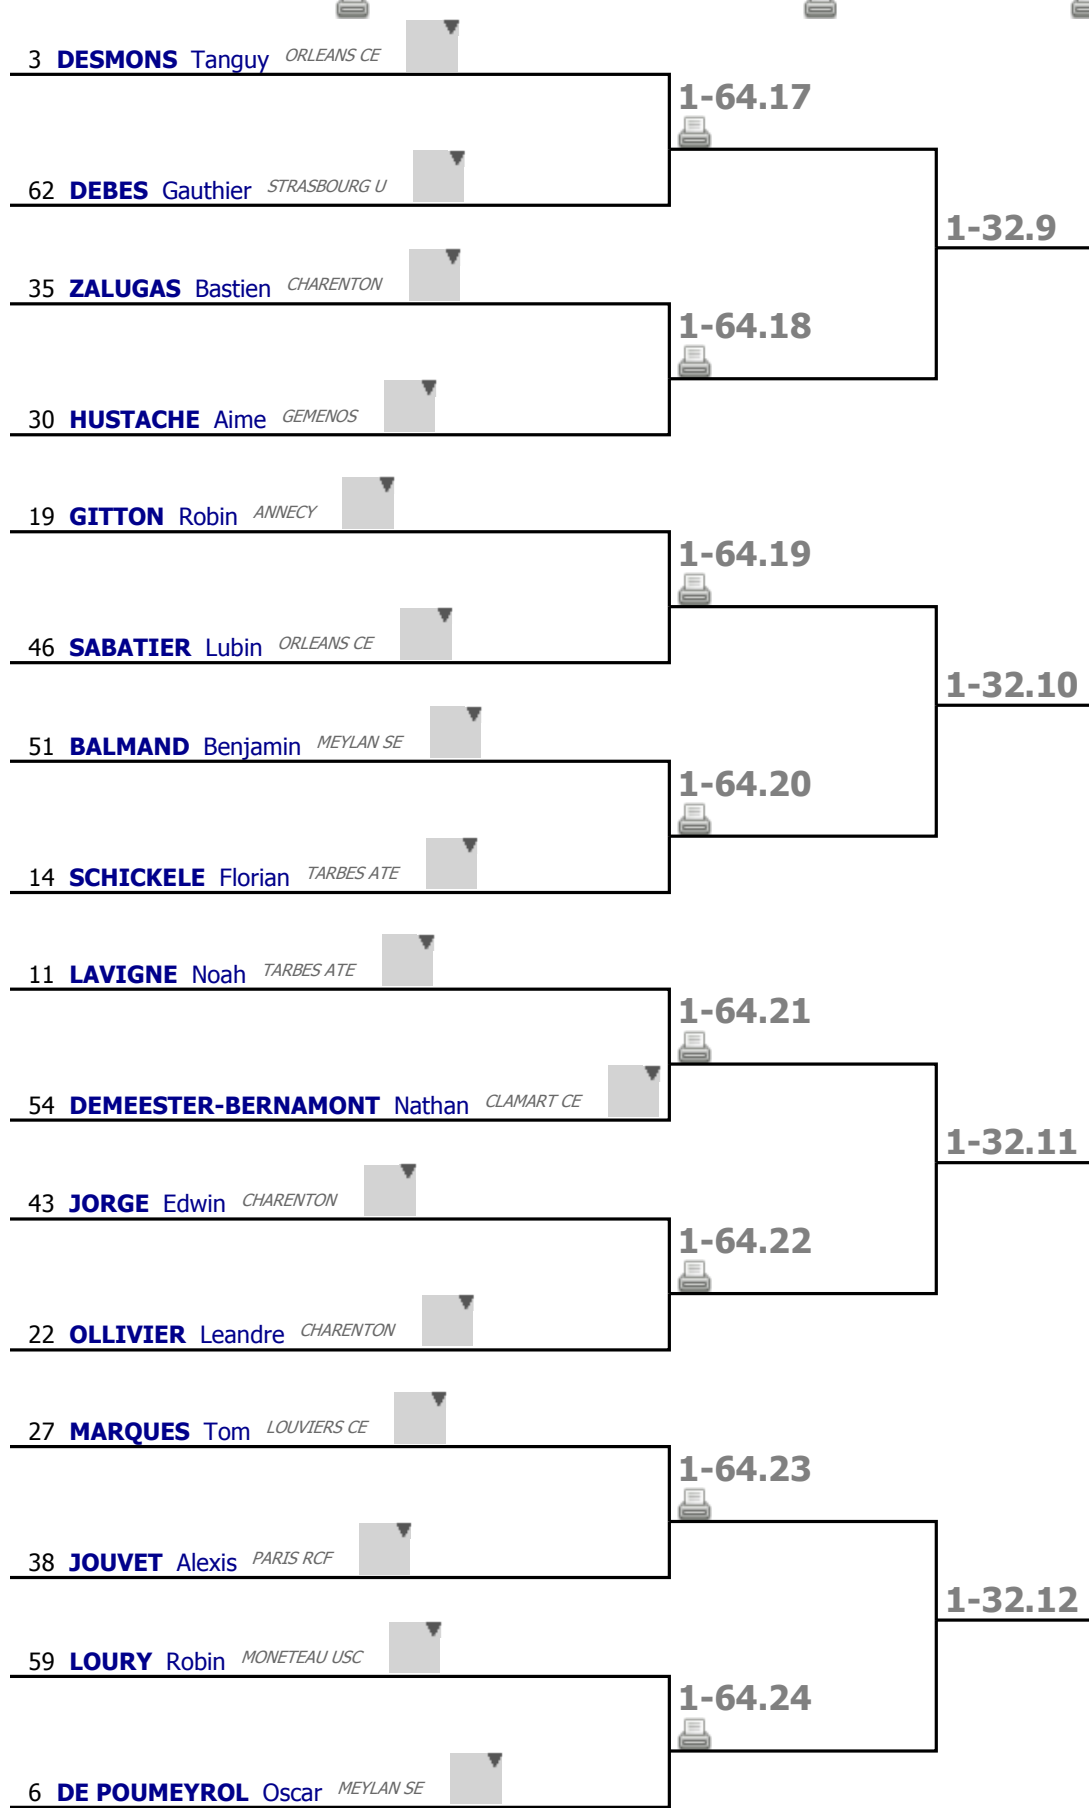 3 DESMONS Tanguy ORLEANS CE
1-64.17
62 DEBES Gauthier STRASBOURG U
1-32.9
35 ZALUGAS Bastien CHARENTON
1-64.18
30 HUSTACHE Aime GEMENOS
19 GITTON Robin ANNECY
1-64.19
46 SABATIER Lubin ORLEANS CE
1-32.10
51 BALMAND Benjamin MEYLAN SE
1-64.20
14 SCHICKELE Florian TARBES ATE
11 LAVIGNE Noah TARBES ATE
1-64.21
54 DEMEESTER-BERNAMONT Nathan CLAMART CE
1-32.11
43 JORGE Edwin CHARENTON
1-64.22
22 OLLIVIER Leandre CHARENTON
27 MARQUES Tom LOUVIERS CE
1-64.23
38 JOUVET Alexis PARIS RCF
1-32.12
59 LOURY Robin MONETEAU USC
1-64.24
6 DE POUMEYROL Oscar MEYLAN SE